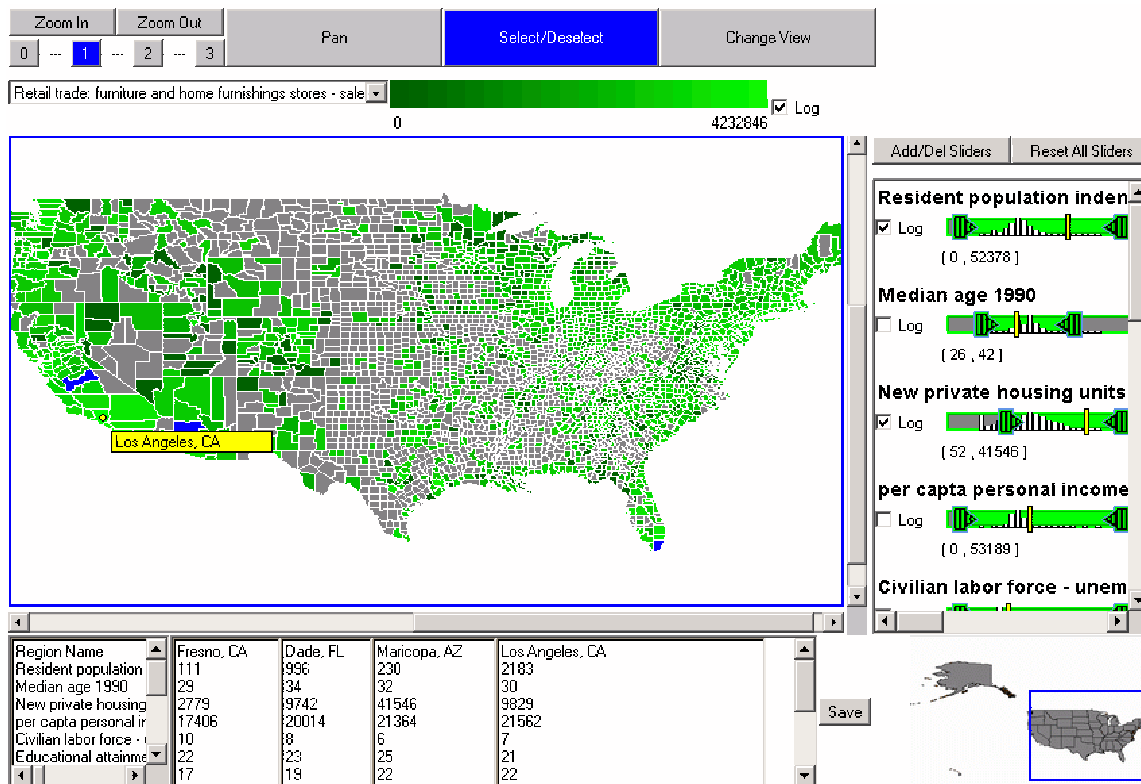 Zoom In Zoom Out
Pan Select/Deselect Change View
0 --- 1 --- 2 --- 3
Retail trade: furniture and home furnishings stores - sale
Log
0 4232846
Add/Del Sliders Reset All Sliders
Resident population inden
Log
[ 0 , 52378 ]
Median age 1990
Log
[ 26 , 42 ]
New private housing units
Log
[ 52 , 41546 ]
per capta personal income
Log
[ 0 , 53189 ]
Civilian labor force - unem
Los Angeles, CA
Region Name Fresno, CA Dade, FL Maricopa, AZ Los Angeles, CA
Resident population 111 996 230 2183
Median age 1990 29 34 32 30
New private housing 2779 9742 41546 9829
per capta personal in 17406 20014 21364 21562
Civilian labor force - 10 8 6 7
Educational attainme 22 23 25 21
17 19 22 22
Save